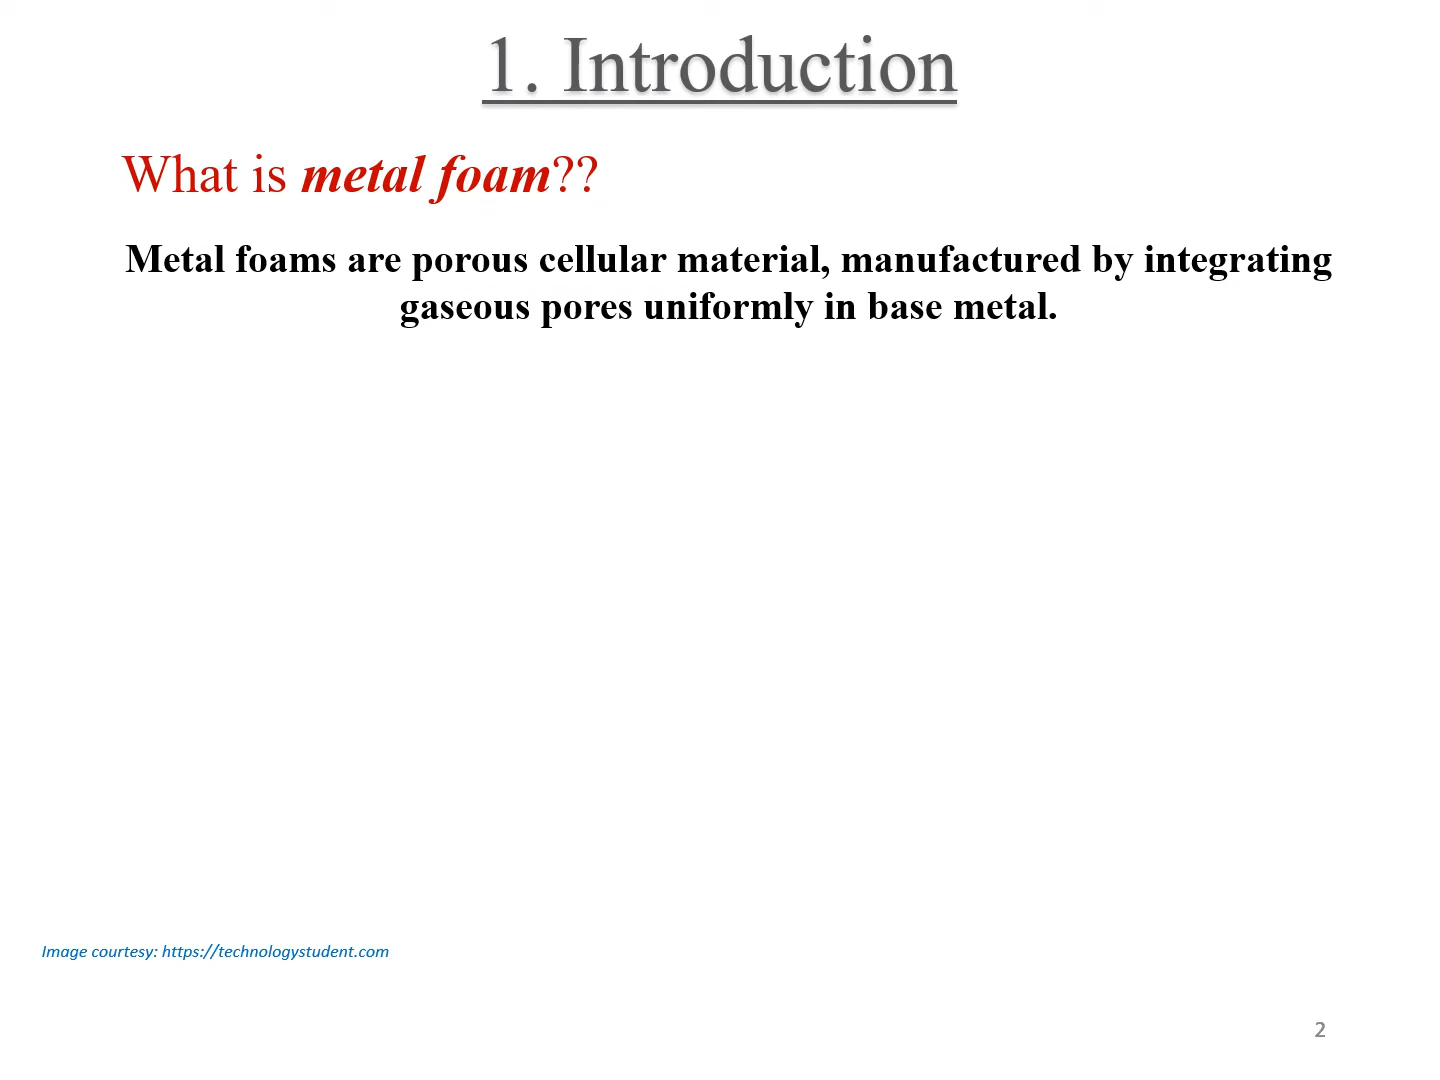 1. Introduction
What is metal foam??
Metal foams are porous cellular material, manufactured by integrating
gaseous pores uniformly in base metal.
Image courtesy: https://technologystudent.com
2